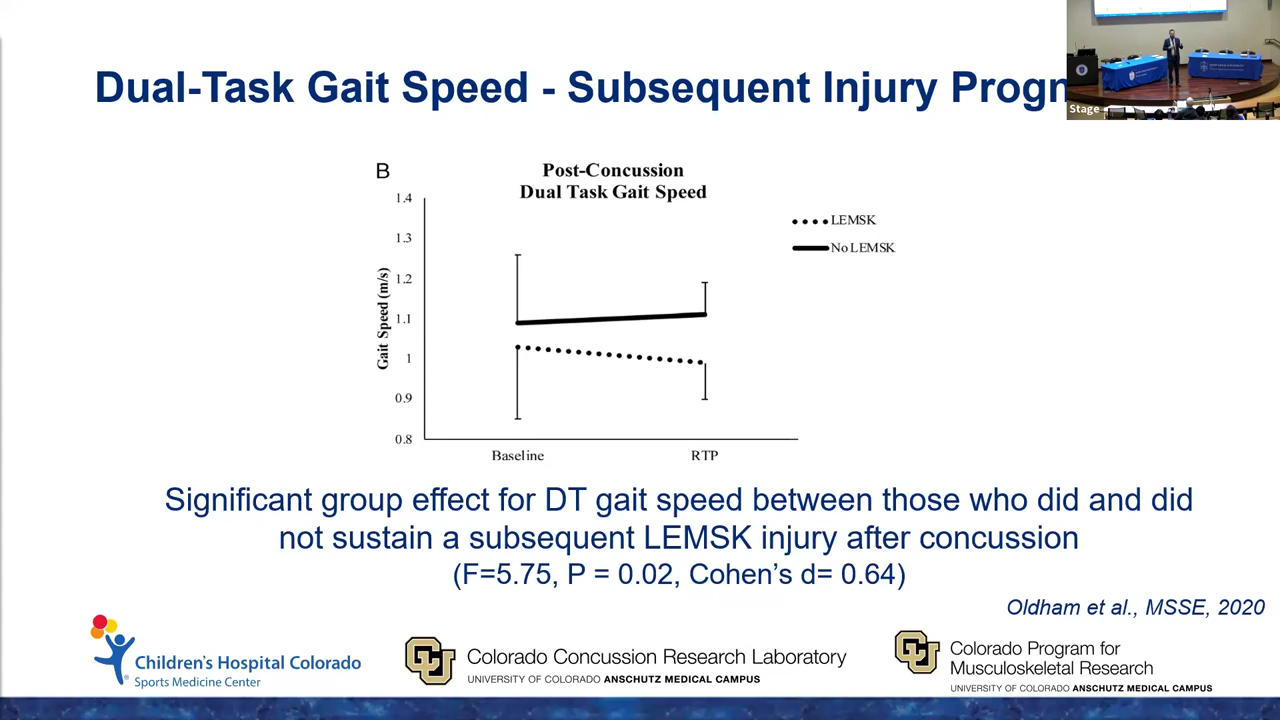 Dual-Task Gait Speed - Subsequent Injury
Stage
B
Post-Concussion
Dual Task Gait Speed
1.4
1.3
1.2
1.1
1
0.9
0.8
Gait Speed (m/s)
LEMSK
No LEMSK
Baseline
RTP
Significant group effect for DT gait speed between those who did and did
not sustain a subsequent LEMSK injury after concussion
(F=5.75, P = 0.02, Cohen's d= 0.64)
Oldham et al., MSSE, 2020
Children's Hospital Colorado
Sports Medicine Center
CU
Colorado Concussion Research Laboratory
UNIVERSITY OF COLORADO ANSCHUTZ MEDICAL CAMPUS
CU
Colorado Program for
Musculoskeletal Research
UNIVERSITY OF COLORADO ANSCHUTZ MEDICAL CAMPUS